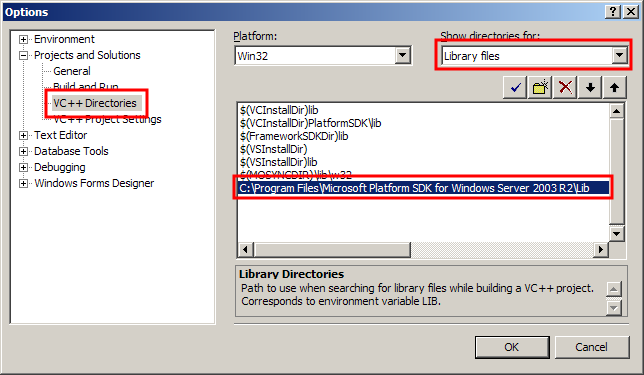 Options
Environment
Projects and Solutions
General
Build and Run
VC++ Directories
VC++ Project Settings
Text Editor
Database Tools
Debugging
Windows Forms Designer
Platform:
Win32
Show directories for:
Library files
$(VCInstallDir)lib
$(VCInstallDir)PlatformSDK\lib
$(FrameworkSDKDir)lib
$(VSInstallDir)
$(VSInstallDir)lib
$(MOSYNCDIR)\lib\w32
C:\Program Files\Microsoft Platform SDK for Windows Server 2003 R2\Lib
Library Directories
Path to use when searching for library files while building a VC++ project.
Corresponds to environment variable LIB.
OK
Cancel